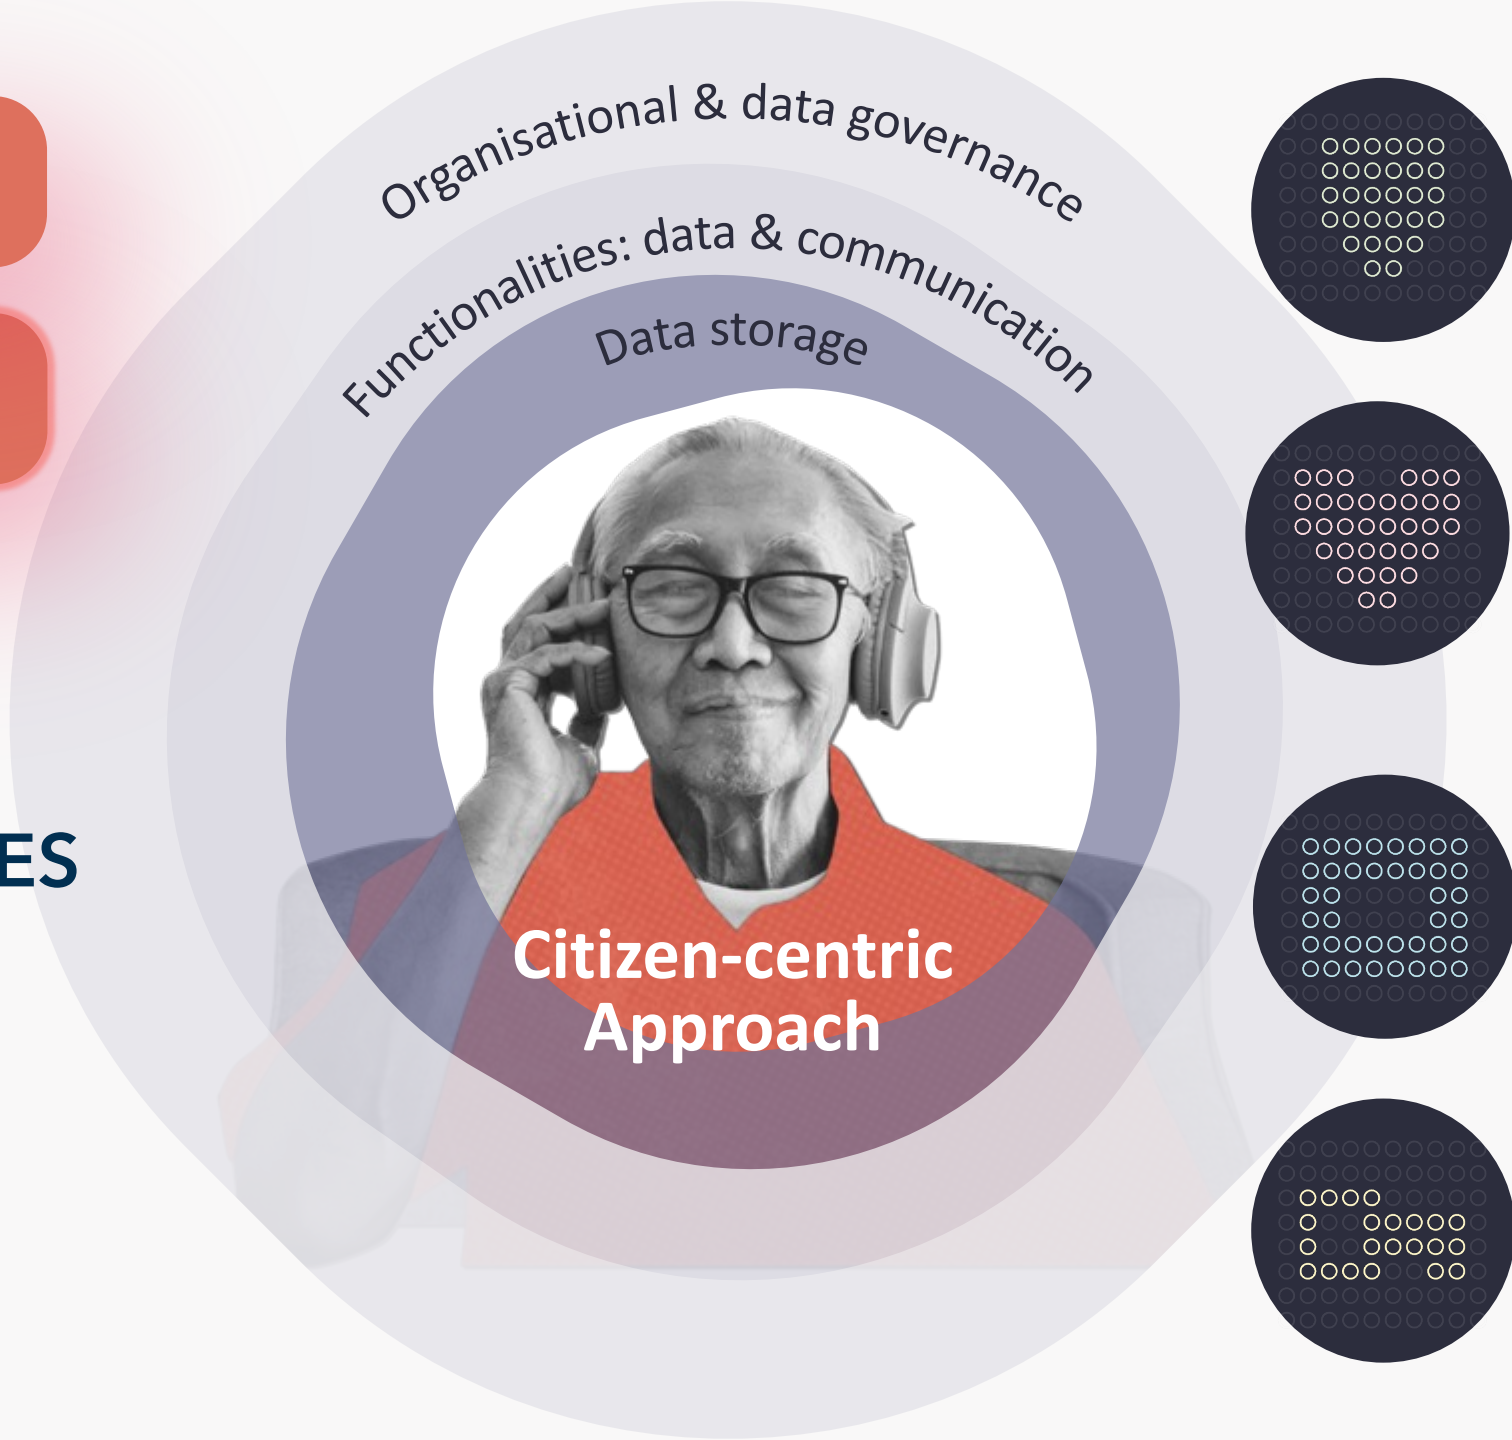 Organisational & data governance
Functionalities: data & communication
Data storage
ES
Citizen-centric
Approach